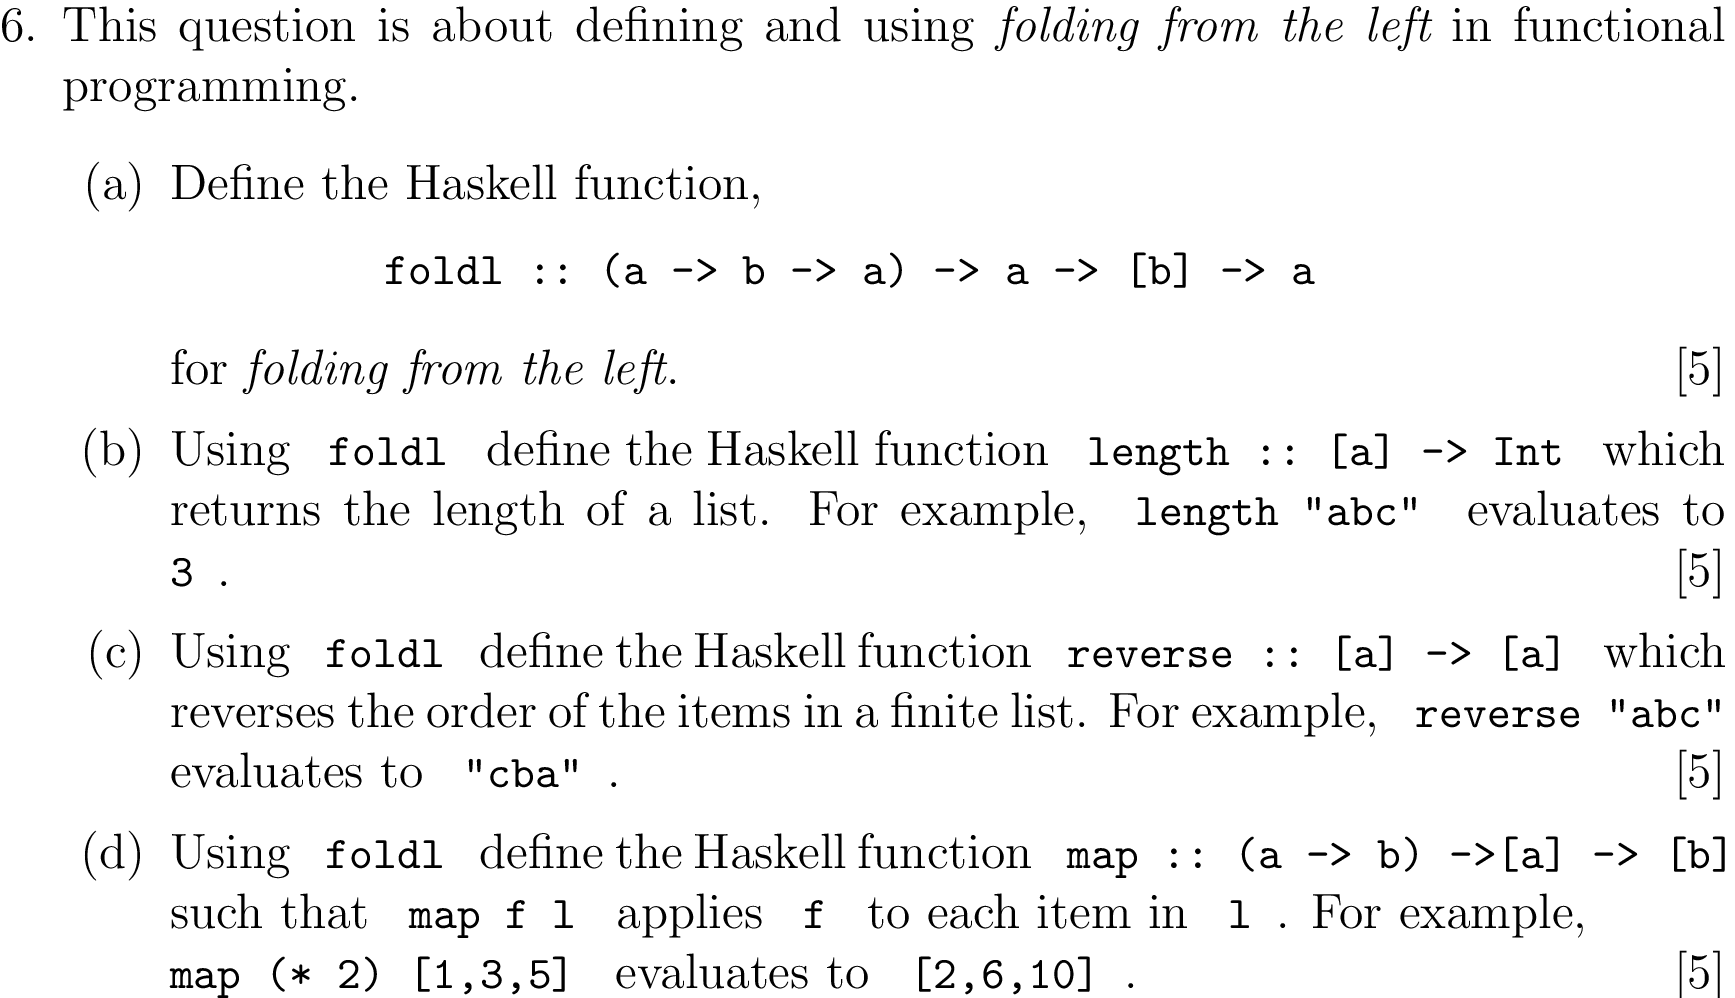 6. This question is about defining and using folding from the left in functional
programming.
(a) Define the Haskell function,
foldl :: (a -> b -> a) -> a -> [b] -> a
for folding from the left. [5]
(b) Using foldl define the Haskell function length :: [a] -> Int which
returns the length of a list. For example, length "abc" evaluates to
3 . [5]
(c) Using foldl define the Haskell function reverse :: [a] -> [a] which
reverses the order of the items in a finite list. For example, reverse "abc"
evaluates to "cba" . [5]
(d) Using foldl define the Haskell function map :: (a -> b) ->[a] -> [b]
such that map f l applies f to each item in l . For example,
map (* 2) [1,3,5] evaluates to [2,6,10] . [5]